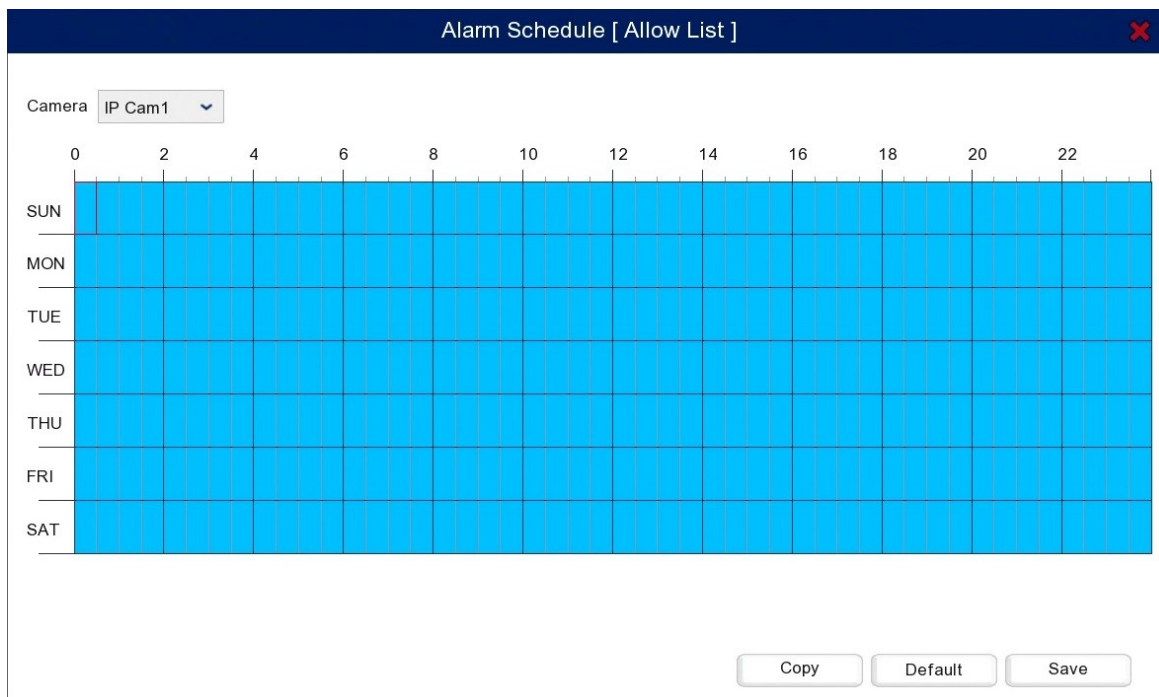 Alarm Schedule [ Allow List ]
Camera IP Cam1
0 2 4 6 8 10 12 14 16 18 20 22
SUN
MON
TUE
WED
THU
FRI
SAT
Copy Default Save